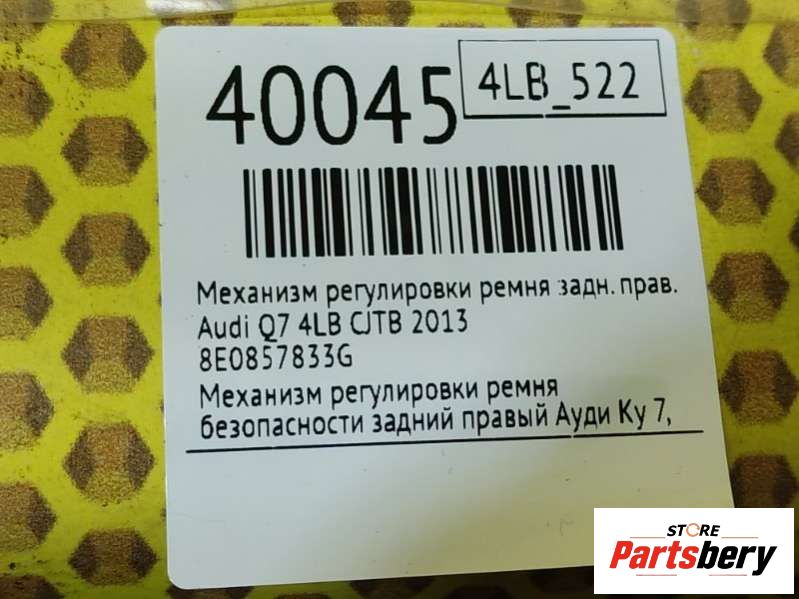 40045
4LB_522
Механизм регулировки ремня задн. прав.
Audi Q7 4LB CJTB 2013
8E0857833G
Механизм регулировки ремня
безопасности задний правый Ауди Ку 7,
STORE
Partsbery